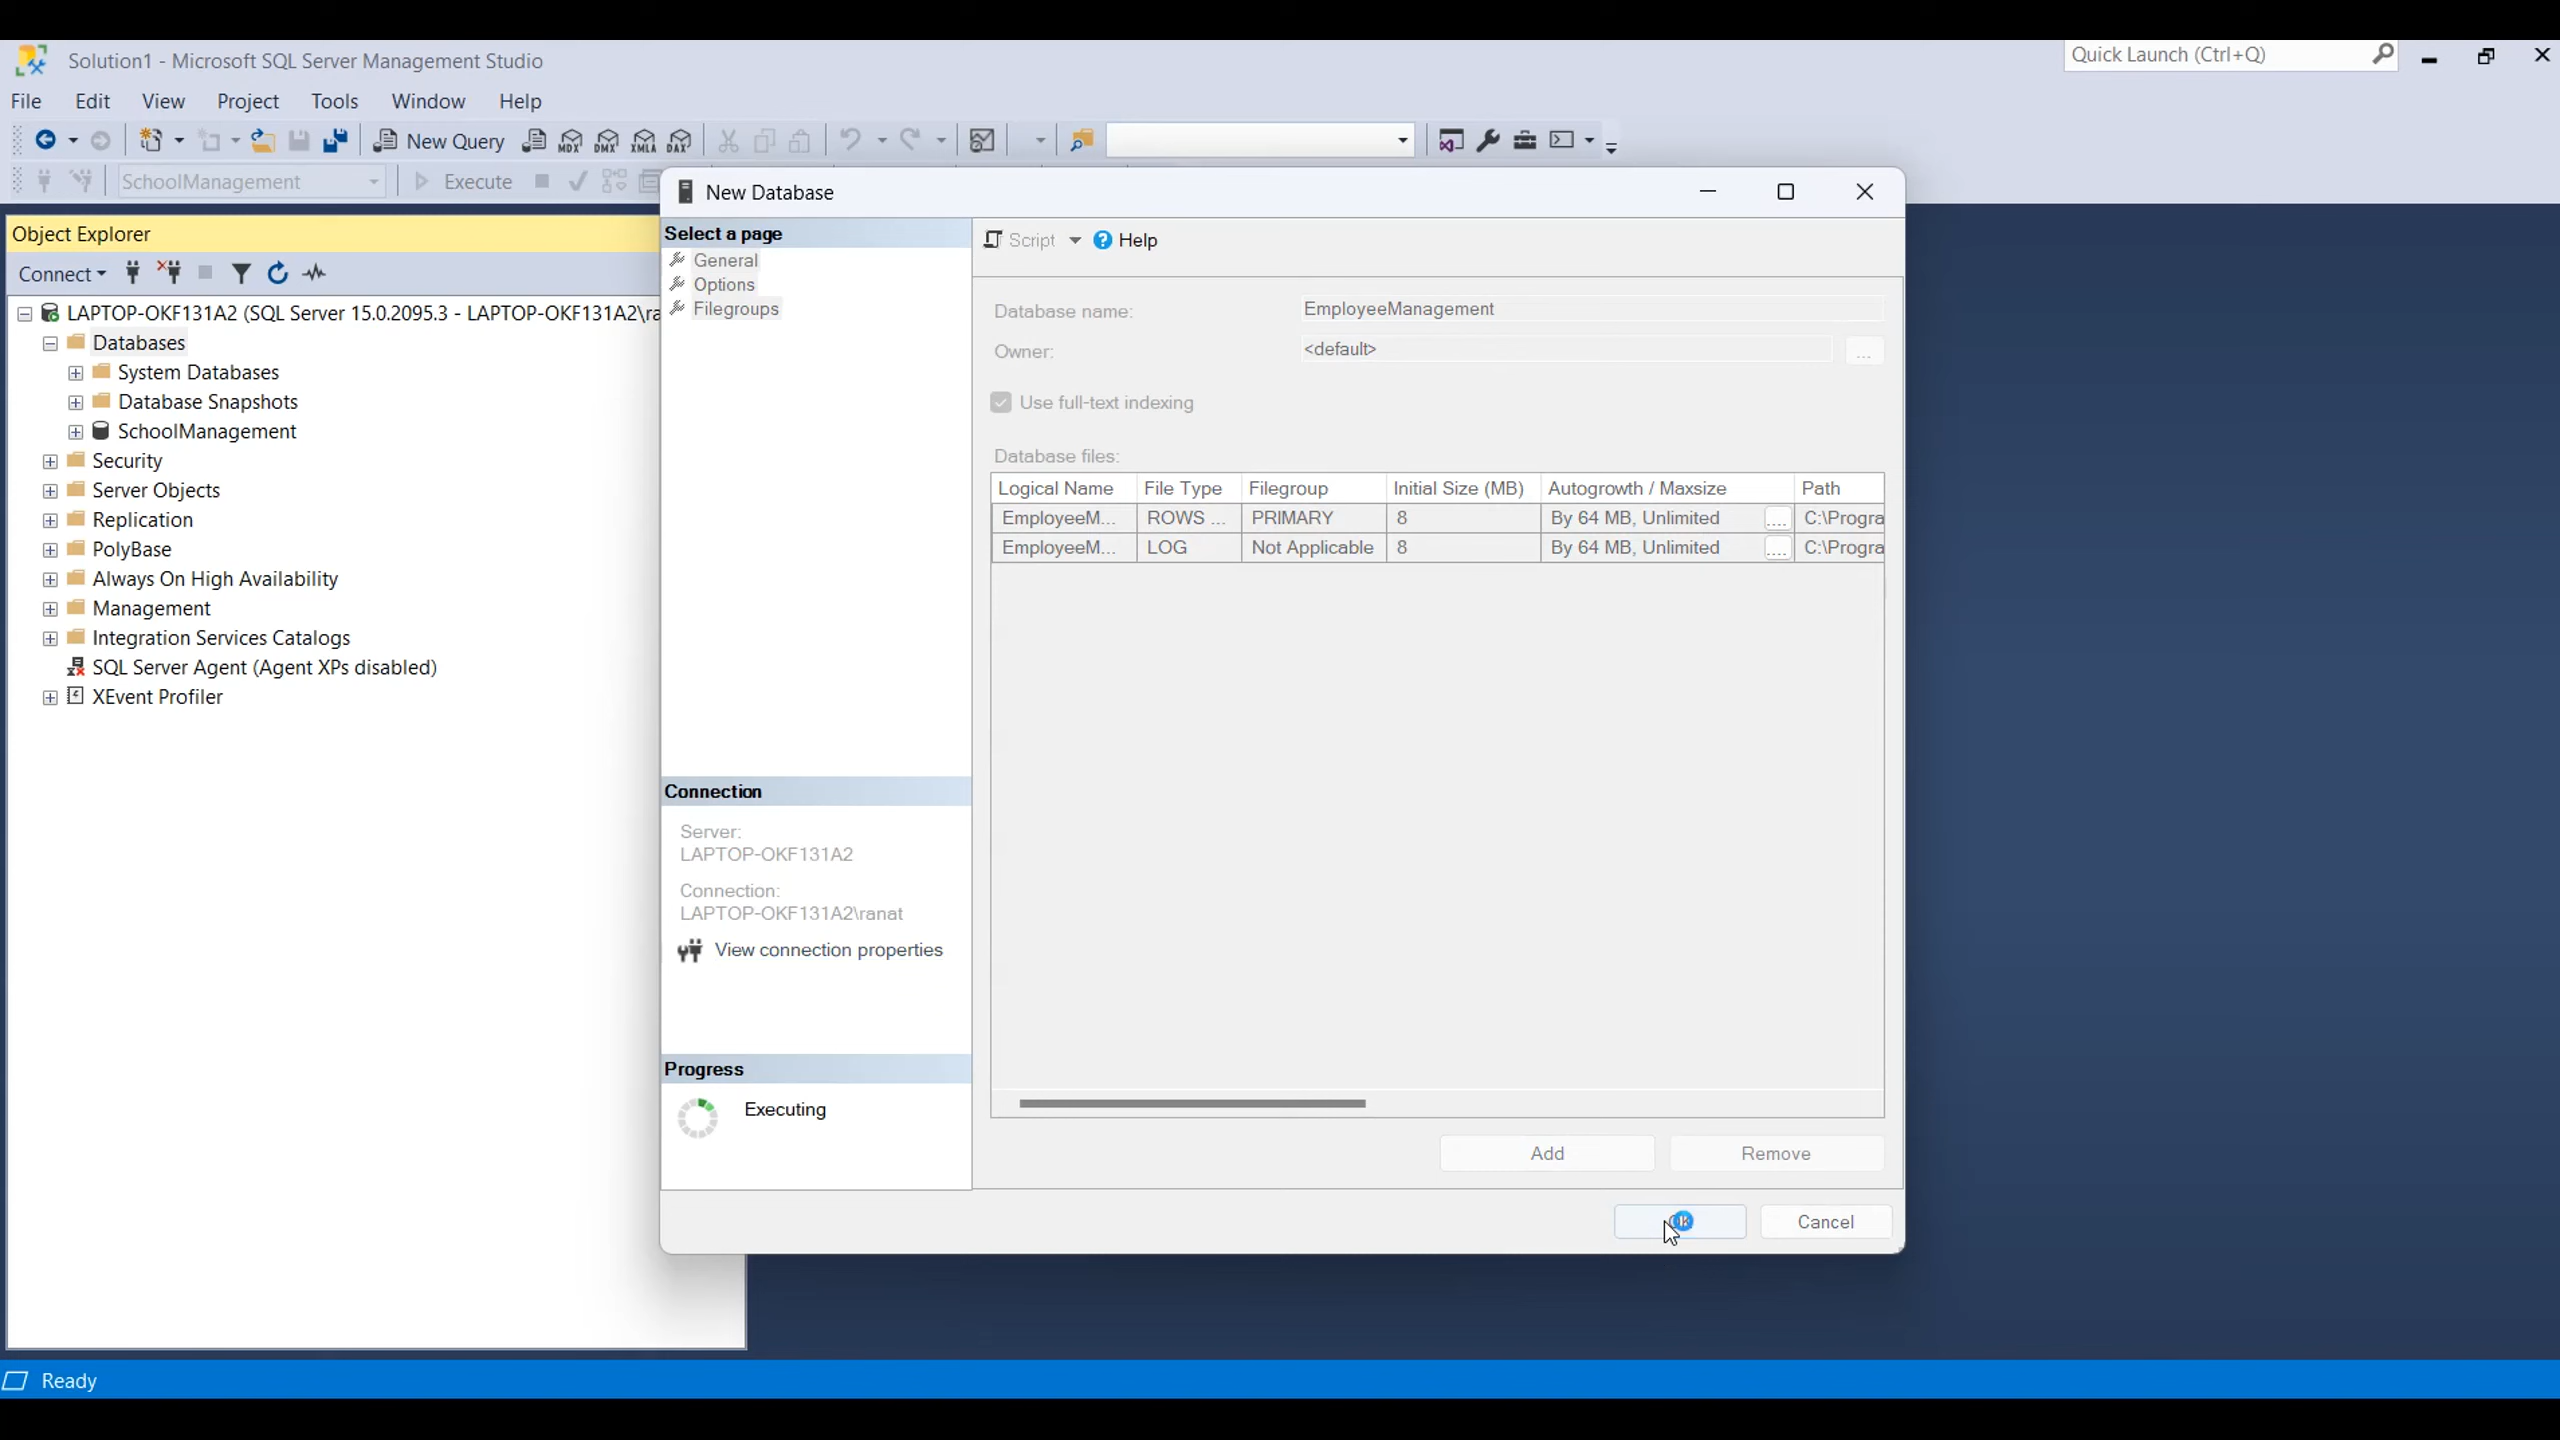 Solution1 - Microsoft SQL Server Management Studio
Quick Launch (Ctrl+Q)
File Edit View Project Tools Window Help
New Query MDX DMX XMLA DAX
SchoolManagement Execute
New Database
Object Explorer
Connect
LAPTOP-OKF131A2 (SQL Server 15.0.2095.3 - LAPTOP-OKF131A2\ra
Databases
System Databases
Database Snapshots
SchoolManagement
Security
Server Objects
Replication
PolyBase
Always On High Availability
Management
Integration Services Catalogs
SQL Server Agent (Agent XPs disabled)
XEvent Profiler
Select a page
General
Options
Filegroups
Script Help
Database name: EmployeeManagement
Owner: <default> ...
Use full-text indexing
Database files:
Logical Name File Type Filegroup Initial Size (MB) Autogrowth / Maxsize Path
EmployeeM... ROWS ... PRIMARY 8 By 64 MB, Unlimited .... C:\Progra
EmployeeM... LOG Not Applicable 8 By 64 MB, Unlimited .... C:\Progra
Connection
Server:
LAPTOP-OKF131A2
Connection:
LAPTOP-OKF131A2\ranat
View connection properties
Progress
Executing
Add Remove
OK Cancel
Ready